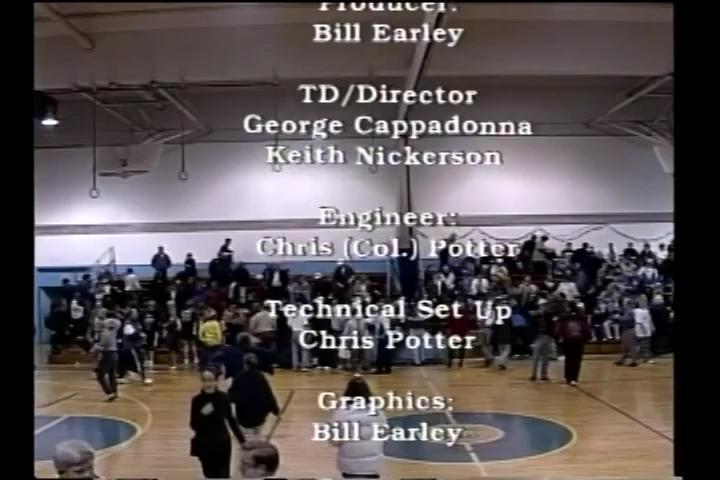 Producer:
Bill Earley
TD/Director
George Cappadonna
Keith Nickerson
Engineer:
Chris (Col.) Potter
Technical Set Up
Chris Potter
Graphics:
Bill Earley